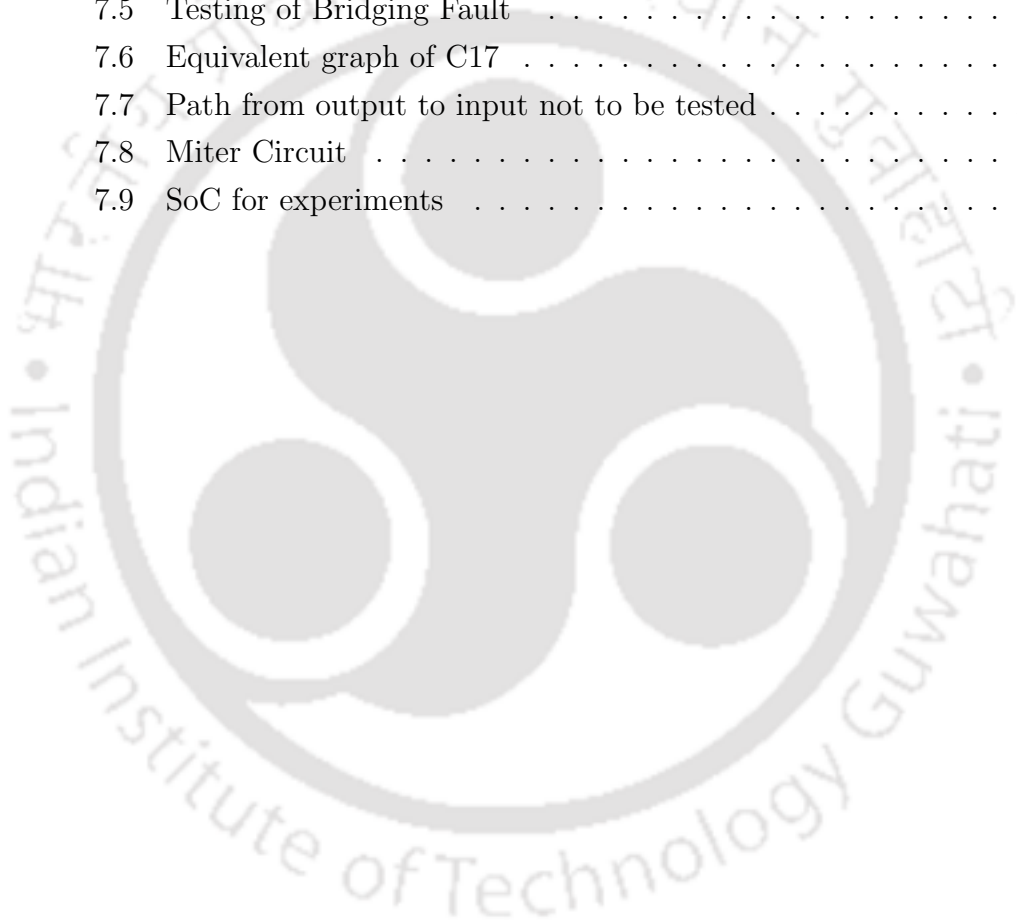 7.5 Testing of Bridging Fault . . . . . . . . . . . . . . . . . . .
7.6 Equivalent graph of C17 . . . . . . . . . . . . . . . . . . . .
7.7 Path from output to input not to be tested . . . . . . . . . .
7.8 Miter Circuit . . . . . . . . . . . . . . . . . . . . . . . . . .
7.9 SoC for experiments . . . . . . . . . . . . . . . . . . . . . .
Indian Institute of Technology Guwahati